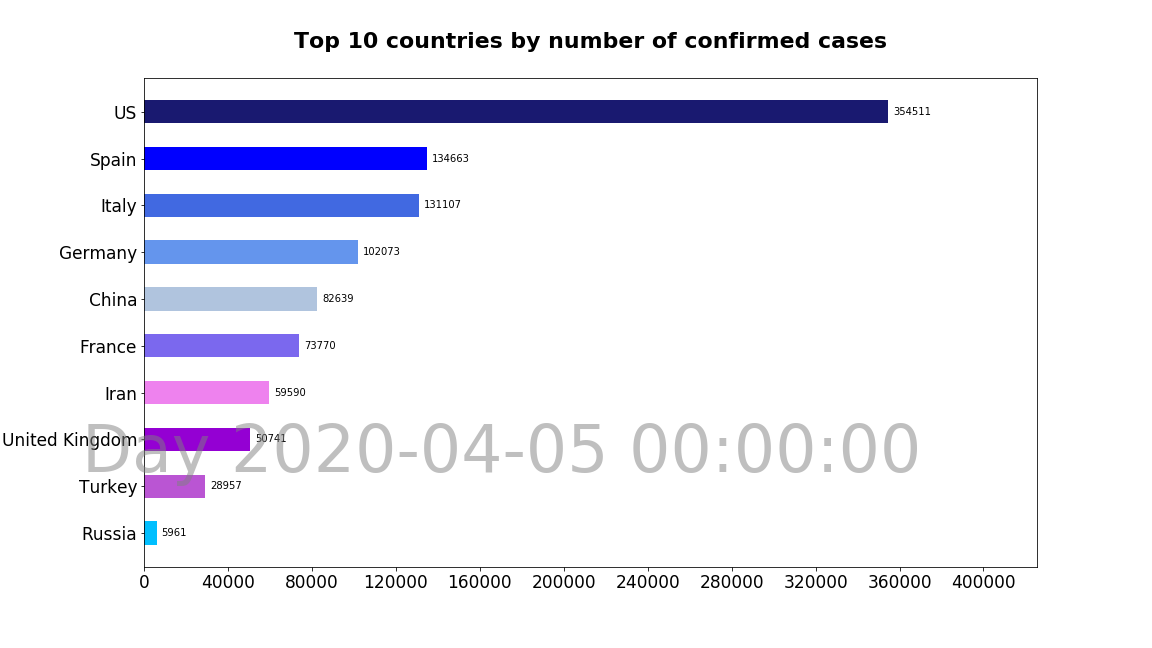 Top 10 countries by number of confirmed cases
US 354511
Spain 134663
Italy 131107
Germany 102073
China 82639
France 73770
Iran 59590
United Kingdom 50741
Day 2020-04-05 00:00:00
Turkey 28957
Russia 5961
0 40000 80000 120000 160000 200000 240000 280000 320000 360000 400000